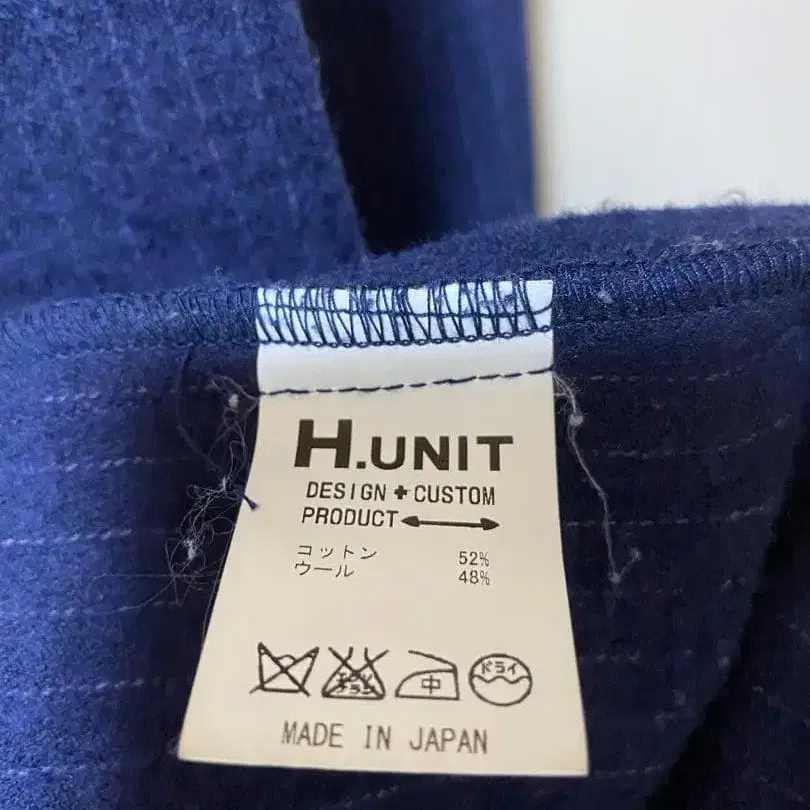 H.UNIT
DESIGN + CUSTOM
PRODUCT
コットン 52%
ウール 48%
中 ドライ
MADE IN JAPAN